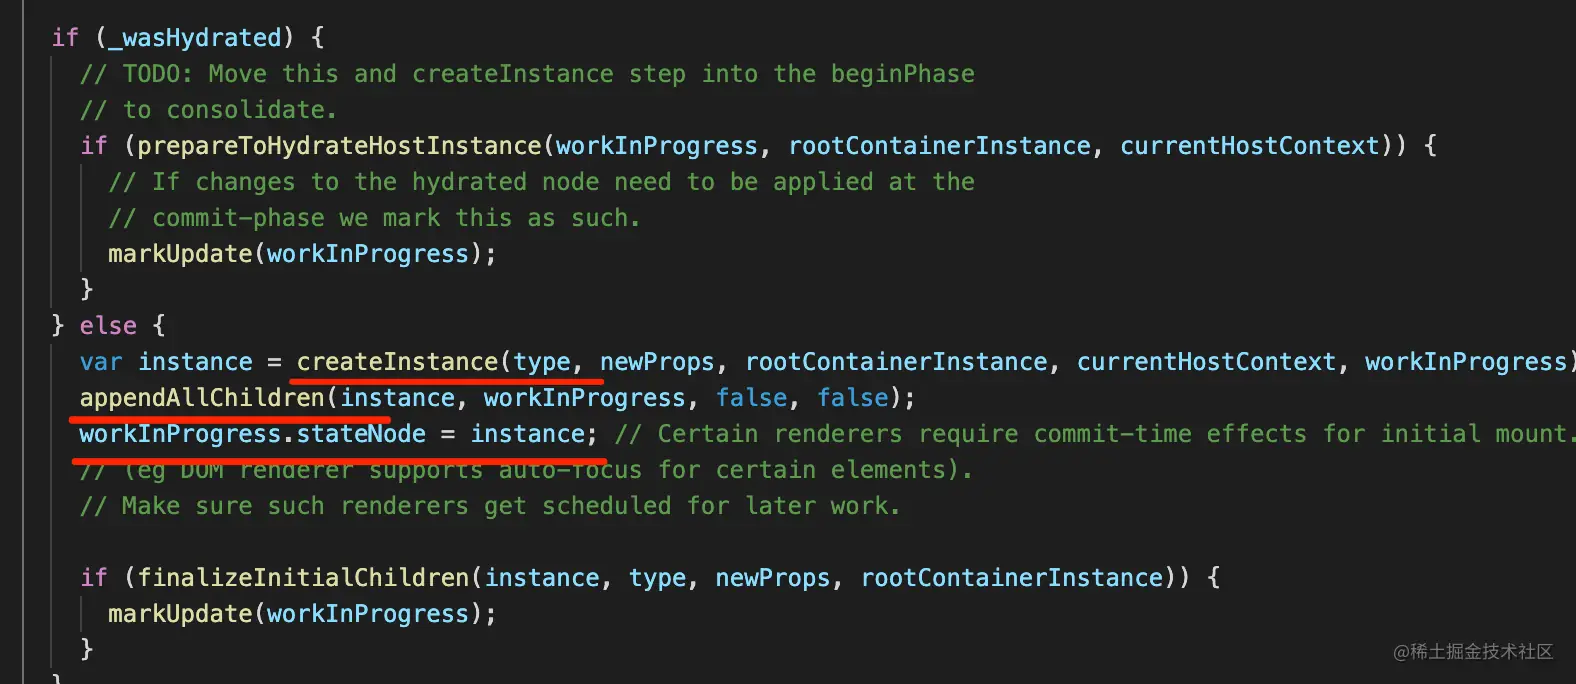 if (_wasHydrated) {
// TODO: Move this and createInstance step into the beginPhase
// to consolidate.
if (prepareToHydrateHostInstance(workInProgress, rootContainerInstance, currentHostContext)) {
// If changes to the hydrated node need to be applied at the
// commit-phase we mark this as such.
markUpdate(workInProgress);
}
} else {
var instance = createInstance(type, newProps, rootContainerInstance, currentHostContext, workInProgress)
appendAllChildren(instance, workInProgress, false, false);
workInProgress.stateNode = instance; // Certain renderers require commit-time effects for initial mount.
// (eg DOM renderer supports auto-focus for certain elements).
// Make sure such renderers get scheduled for later work.
if (finalizeInitialChildren(instance, type, newProps, rootContainerInstance)) {
markUpdate(workInProgress);
}
}
@稀土掘金技术社区